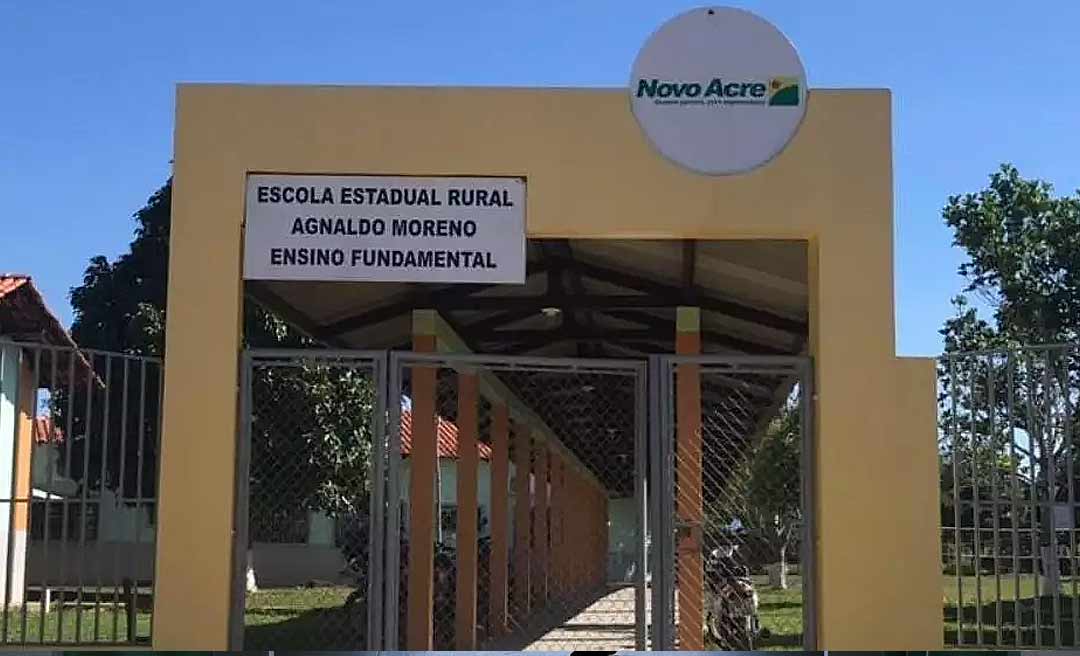 Novo Acre
ESCOLA ESTADUAL RURAL
AGNALDO MORENO
ENSINO FUNDAMENTAL